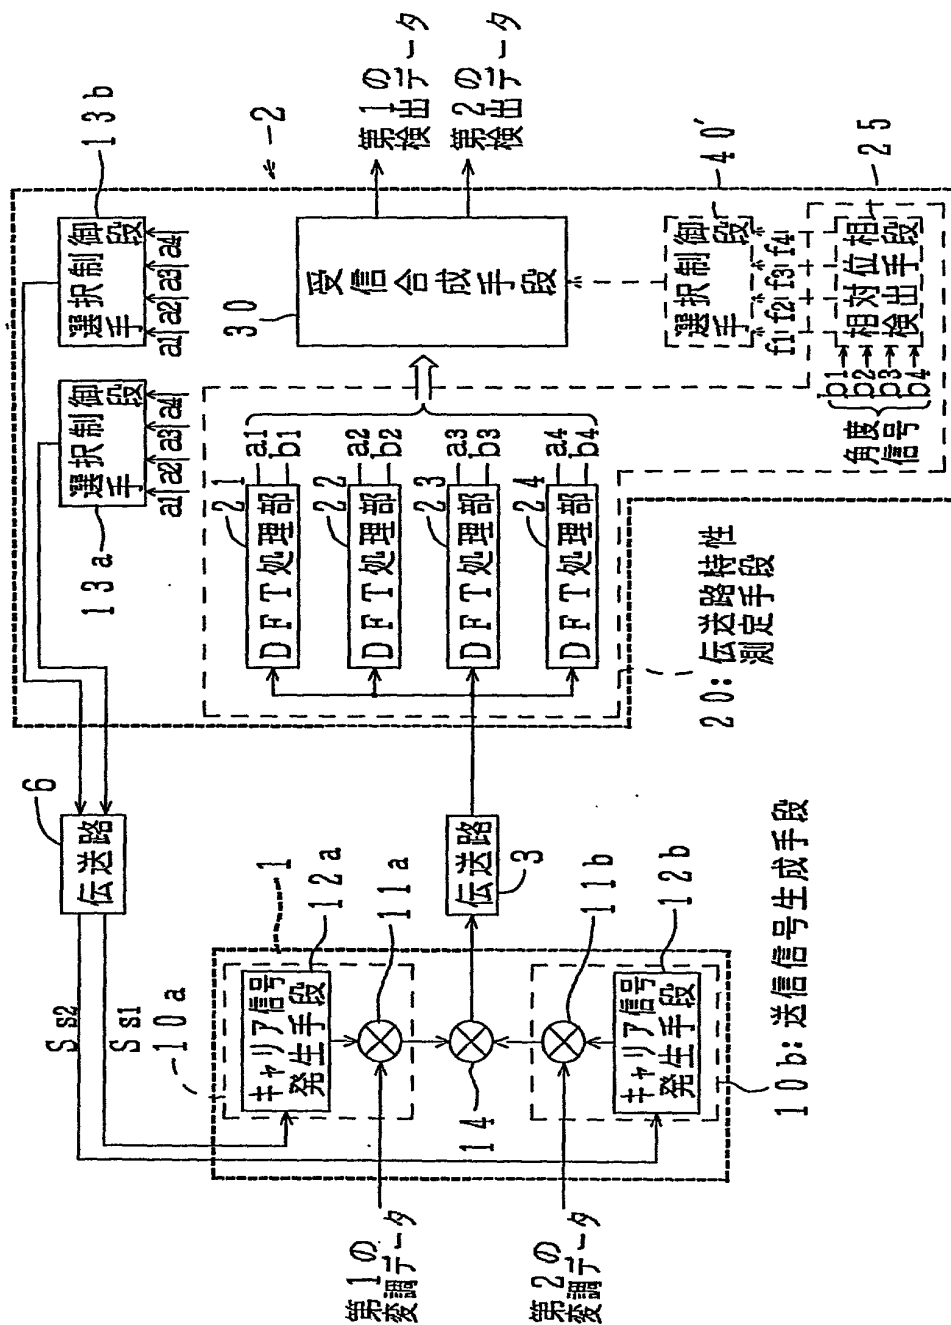 第1の
変調データ
第2の
変調データ
Ss2
Ss1
10a
1
キャリア信号
発生手段
12a
11a
14
11b
キャリア信号
発生手段
12b
10b:送信信号生成手段
伝送路
6
伝送路
3
20:伝送路特性
測定手段
DFT処理部
21
a1
b1
DFT処理部
22
a2
b2
DFT処理部
23
a3
b3
DFT処理部
24
a4
b4
13a
選択制御
手段
a1 a2 a3 a4
13b
選択制御
手段
a1 a2 a3 a4
2
30
受信合成手段
第1の
検出データ
第2の
検出データ
40'
選択制御
手段
f1 f2 f3 f4
25
相対位相
検出手段
b1
b2
b3
b4
角度
信号